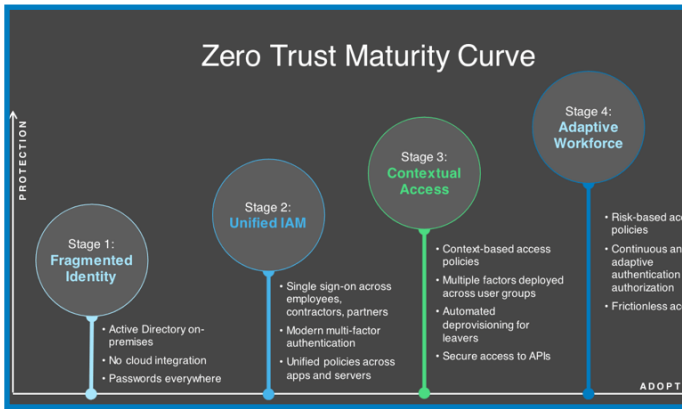 Zero Trust Maturity Curve
PROTECTION
Stage 1:
Fragmented
Identity
• Active Directory on-
premises
• No cloud integration
• Passwords everywhere
Stage 2:
Unified IAM
• Single sign-on across
employees,
contractors, partners
• Modern multi-factor
authentication
• Unified policies across
apps and servers
Stage 3:
Contextual
Access
• Context-based access
policies
• Multiple factors deployed
across user groups
• Automated
deprovisioning for
leavers
• Secure access to APIs
Stage 4:
Adaptive
Workforce
• Risk-based
policies
• Continuous
adaptive
authentication
authorization
• Frictionless